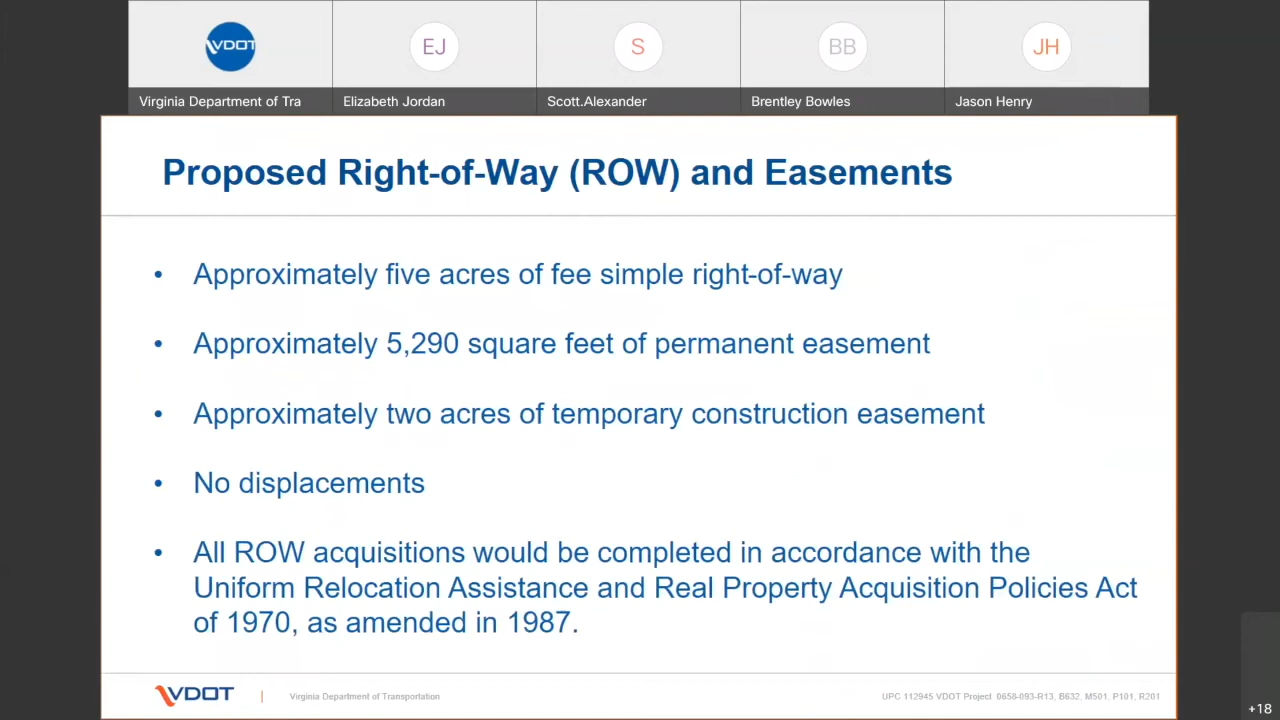 VDOT
EJ
S
BB
JH
Virginia Department of Tra
Elizabeth Jordan
Scott.Alexander
Brentley Bowles
Jason Henry
Proposed Right-of-Way (ROW) and Easements
• Approximately five acres of fee simple right-of-way
• Approximately 5,290 square feet of permanent easement
• Approximately two acres of temporary construction easement
• No displacements
• All ROW acquisitions would be completed in accordance with the
Uniform Relocation Assistance and Real Property Acquisition Policies Act
of 1970, as amended in 1987.
VDOT
Virginia Department of Transportation
UPC 112945 VDOT Project 0658-093-R13, B632, M501, P101, R201
+18